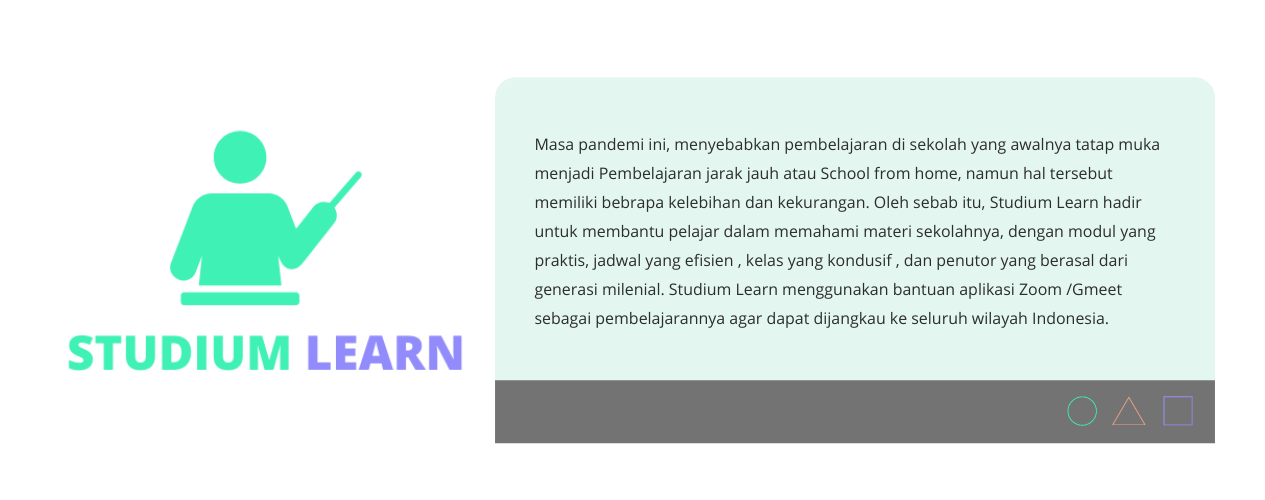 STUDIUM LEARN
Masa pandemi ini, menyebabkan pembelajaran di sekolah yang awalnya tatap muka
menjadi Pembelajaran jarak jauh atau School from home, namun hal tersebut
memiliki bebrapa kelebihan dan kekurangan. Oleh sebab itu, Studium Learn hadir
untuk membantu pelajar dalam memahami materi sekolahnya, dengan modul yang
praktis, jadwal yang efisien , kelas yang kondusif , dan penutor yang berasal dari
generasi milenial. Studium Learn menggunakan bantuan aplikasi Zoom /Gmeet
sebagai pembelajarannya agar dapat dijangkau ke seluruh wilayah Indonesia.